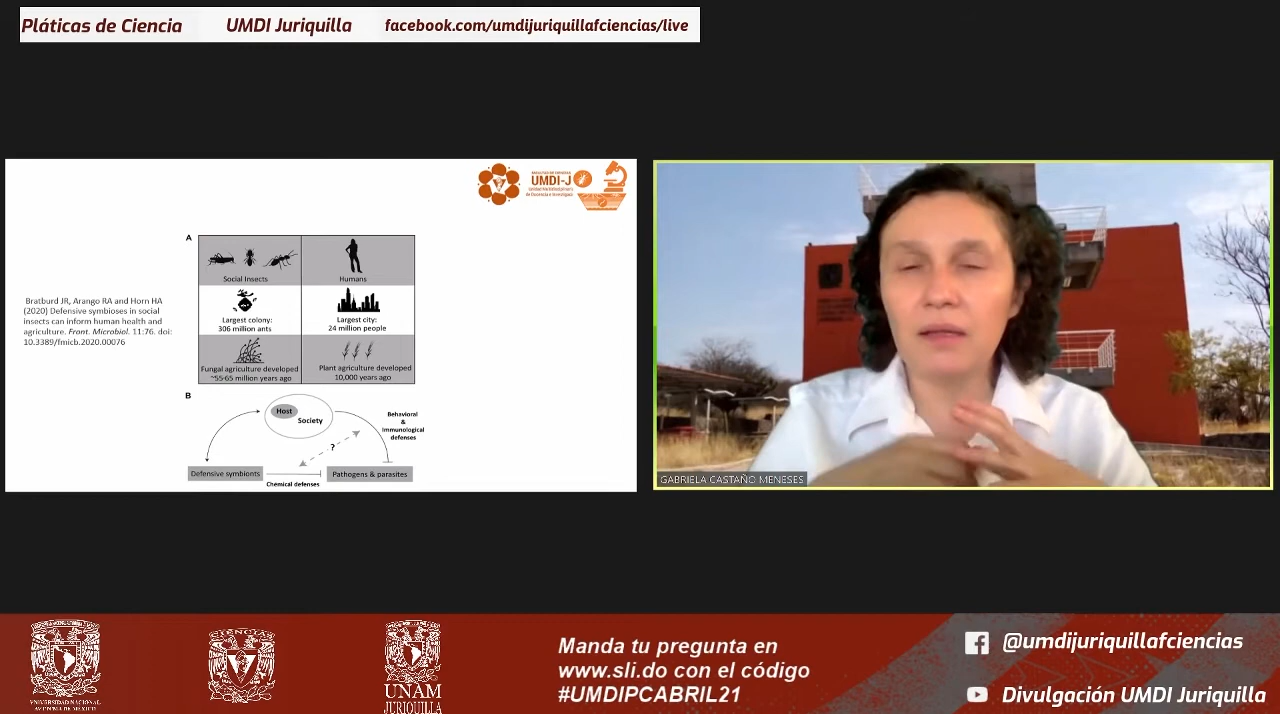 Pláticas de Ciencia UMDI Juriquilla facebook.com/umdijuriquillafciencias/live
UMDI-J
A
Social Insects
Humans
Largest colony:
306 million ants
Largest city:
24 million people
Fungal agriculture developed
~55-65 million years ago
Plant agriculture developed
10,000 years ago
Bratburd JR, Arango RA and Horn HA
(2020) Defensive symbioses in social
insects can inform human health and
agriculture. Front. Microbiol. 11:76. doi:
10.3389/fmicb.2020.00076
B
Host
Society
Behavioral
&
Immunological
defenses
?
Defensive symbionts
Pathogens & parasites
Chemical defenses
GABRIELA CASTAÑO MENESES
UNIVERSIDAD NACIONAL
CIENCIAS
UNAM
JURIQUILLA
Manda tu pregunta en
www.sli.do con el código
#UMDIPCABRIL21
@umdijuriquillafciencias
Divulgación UMDI Juriquilla